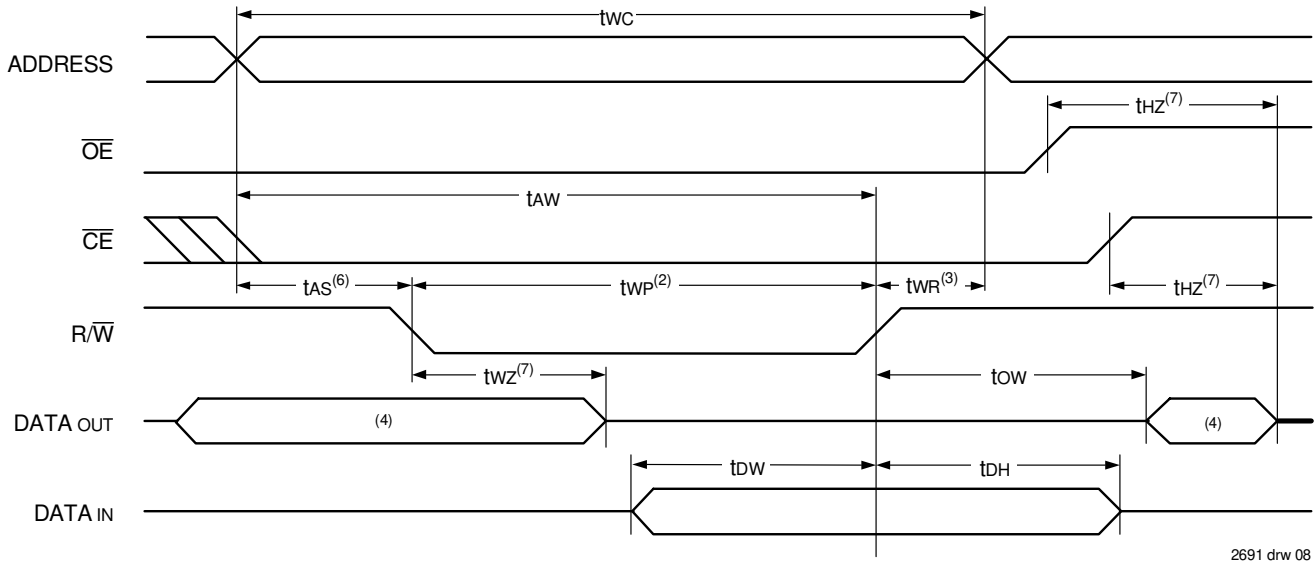 tWC
ADDRESS
tHZ(7)
OE
tAW
CE
tAS(6) tWP(2) tWR(3) tHZ(7)
R/W
tWZ(7) tOW
DATA OUT (4) (4)
tDW tDH
DATA IN
2691 drw 08